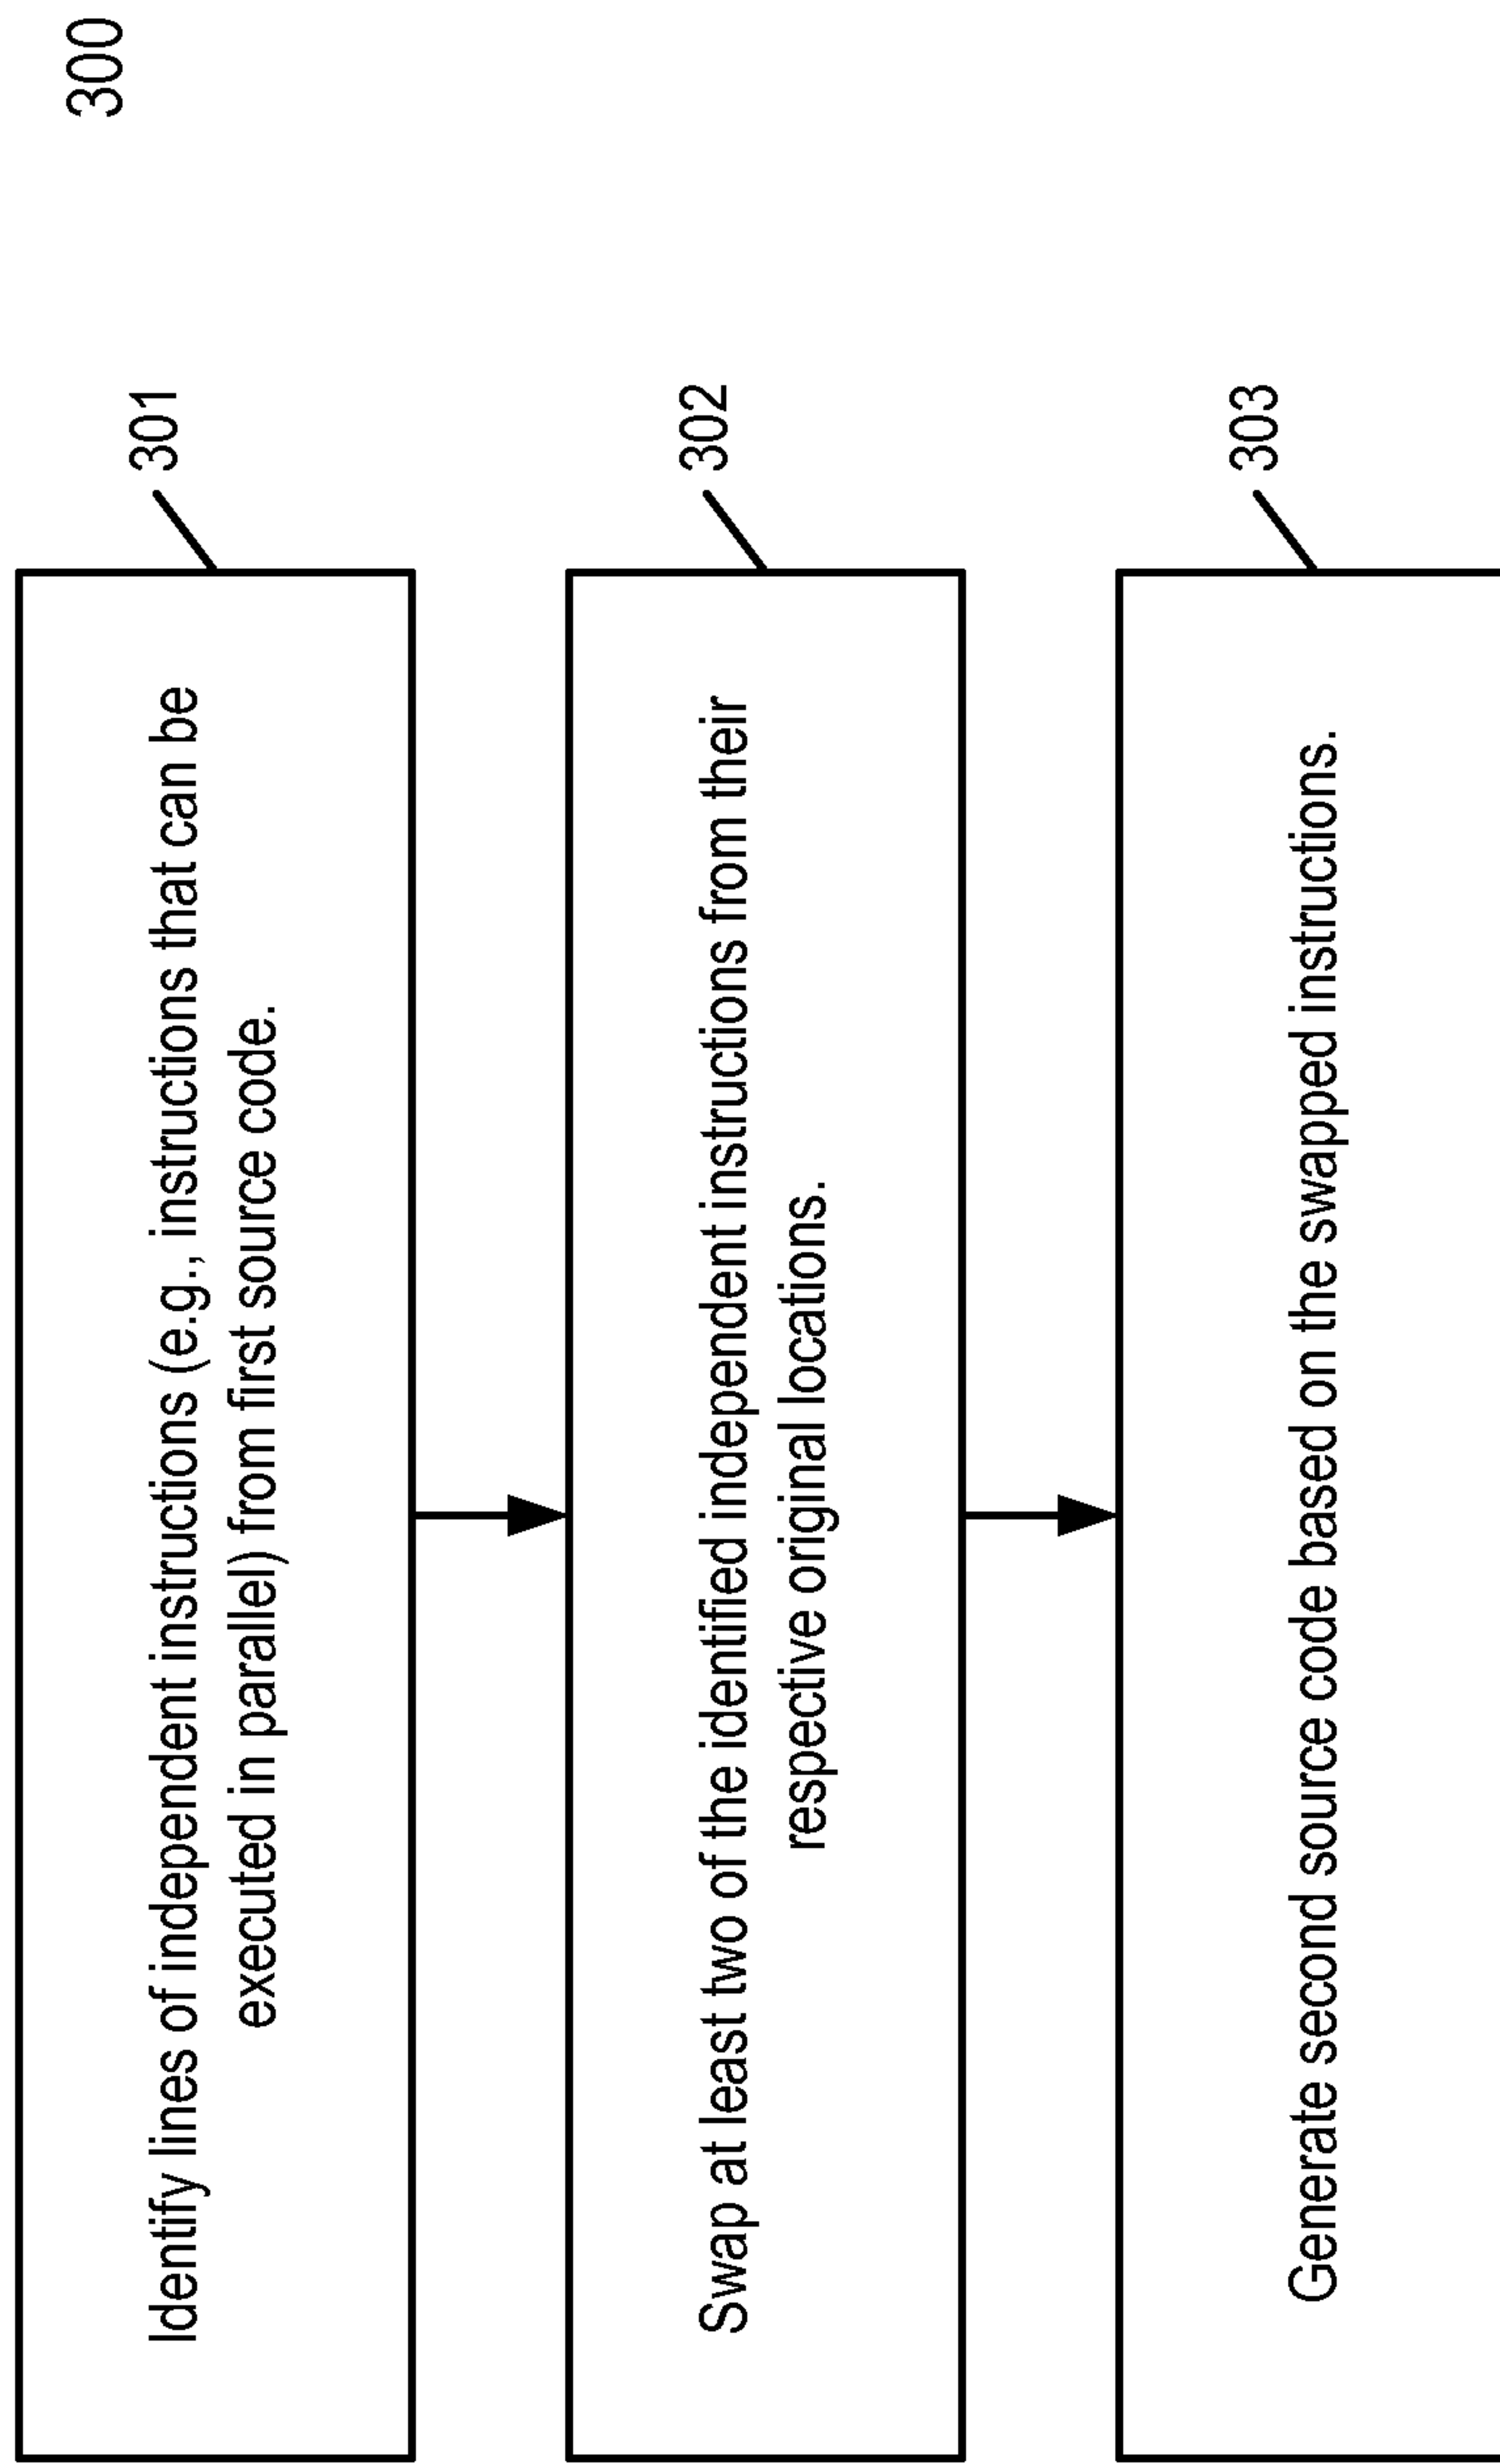 300
301
Identify lines of independent instructions (e.g., instructions that can be
executed in parallel) from first source code.
302
Swap at least two of the identified independent instructions from their
respective original locations.
303
Generate second source code based on the swapped instructions.